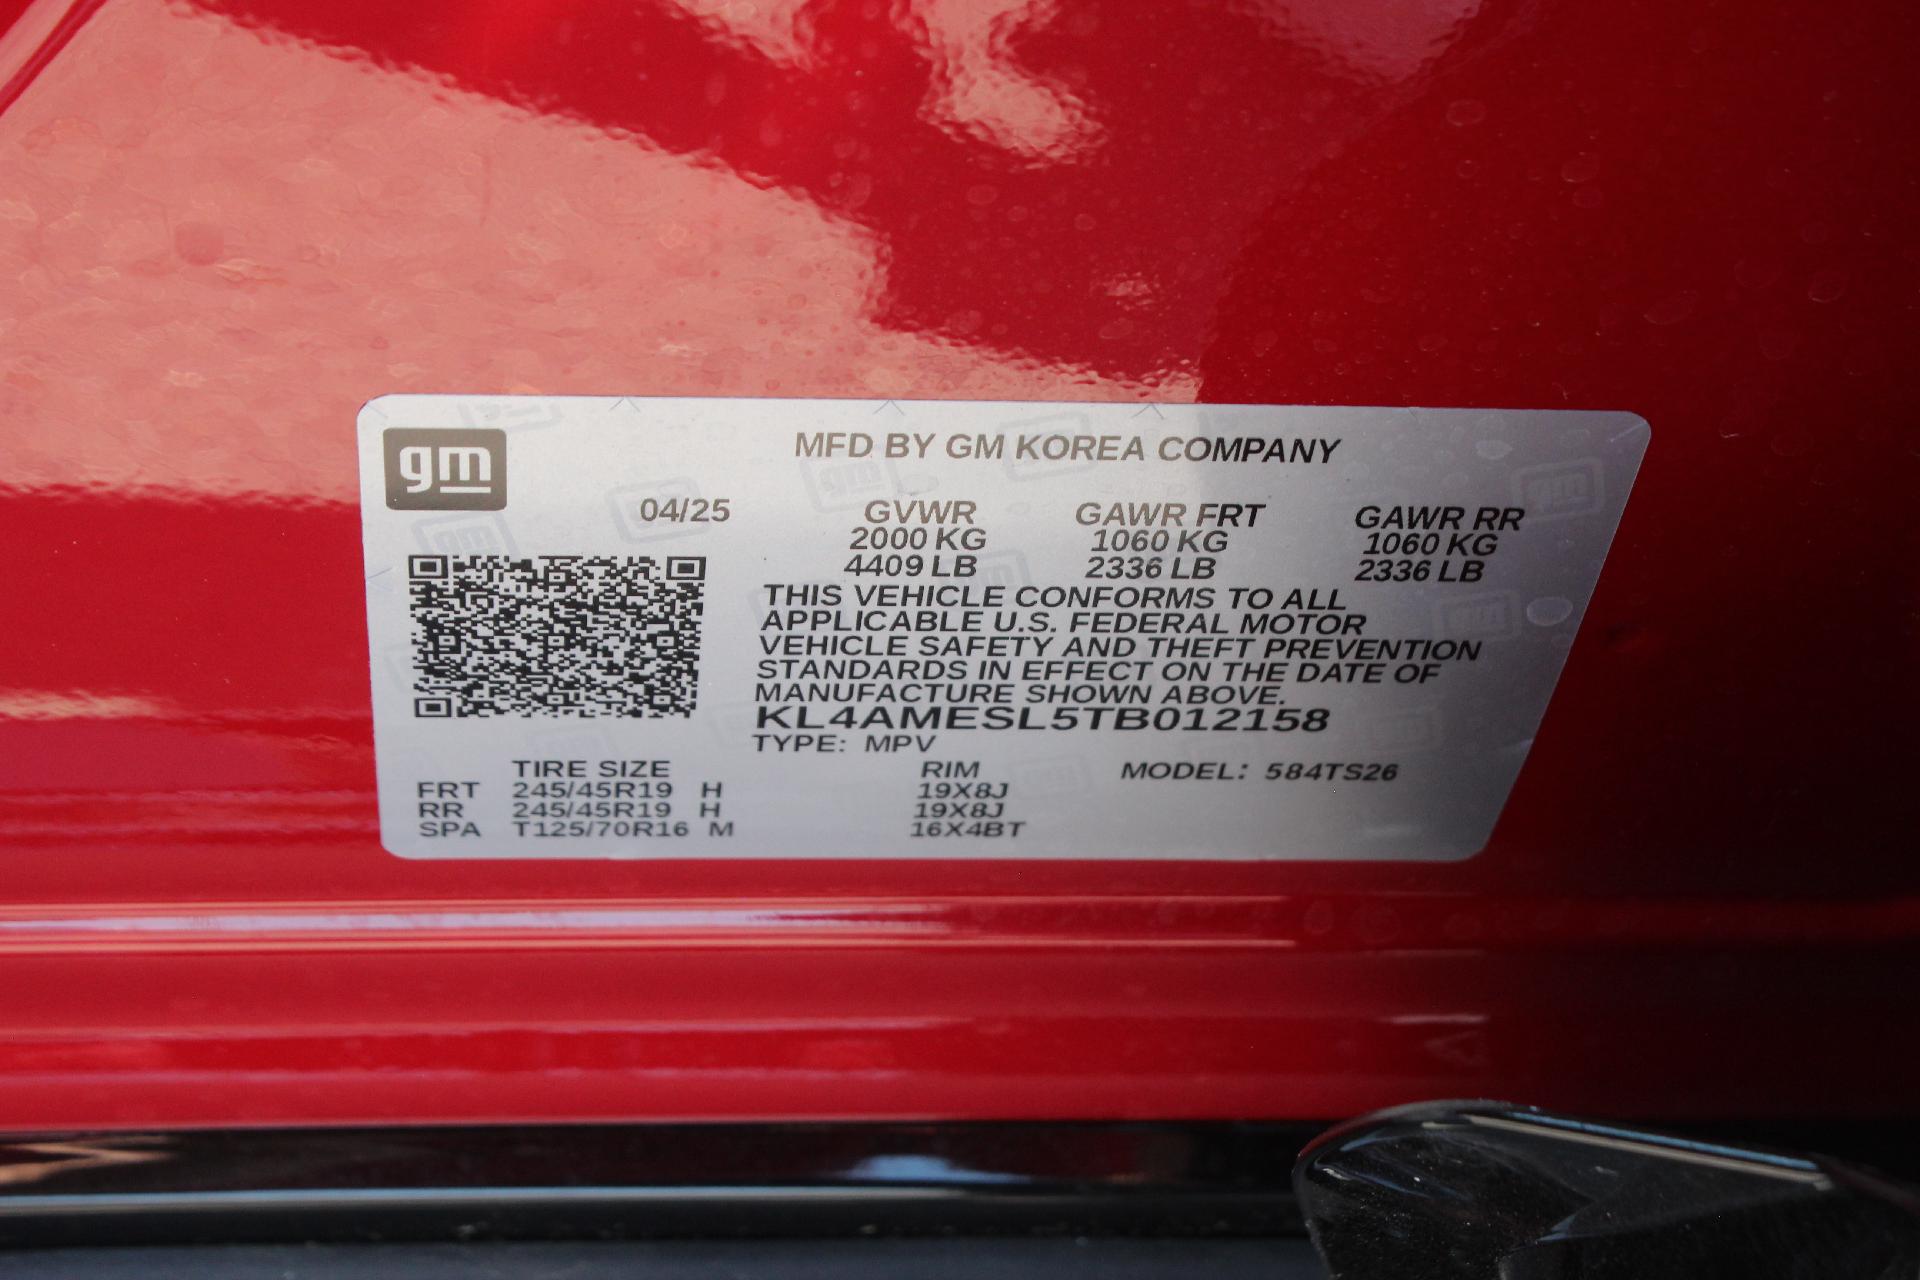 gm
MFD BY GM KOREA COMPANY
04/25 GVWR GAWR FRT GAWR RR
2000 KG 1060 KG 1060 KG
4409 LB 2336 LB 2336 LB
THIS VEHICLE CONFORMS TO ALL
APPLICABLE U.S. FEDERAL MOTOR
VEHICLE SAFETY AND THEFT PREVENTION
STANDARDS IN EFFECT ON THE DATE OF
MANUFACTURE SHOWN ABOVE.
KL4AMESL5TB012158
TYPE: MPV
TIRE SIZE RIM MODEL: 584TS26
FRT 245/45R19 H 19X8J
RR 245/45R19 H 19X8J
SPA T125/70R16 M 16X4BT